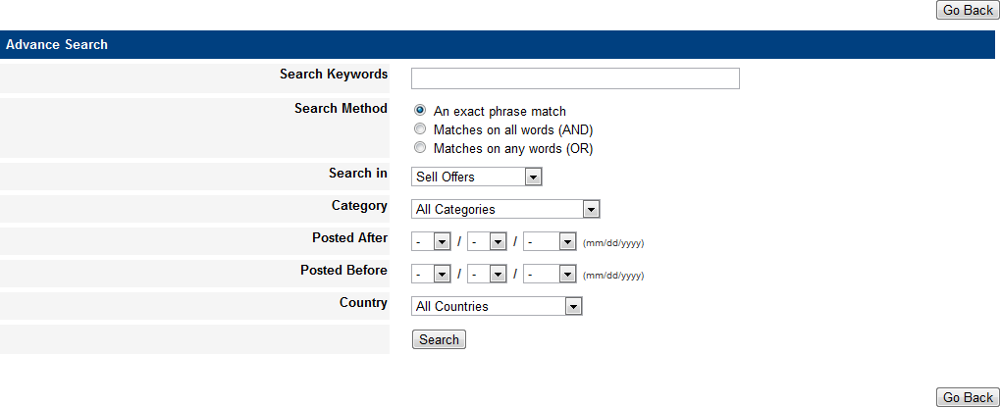 Go Back
Advance Search
Search Keywords
Search Method
An exact phrase match
Matches on all words (AND)
Matches on any words (OR)
Search in Sell Offers
Category All Categories
Posted After - / - / - (mm/dd/yyyy)
Posted Before - / - / - (mm/dd/yyyy)
Country All Countries
Search
Go Back